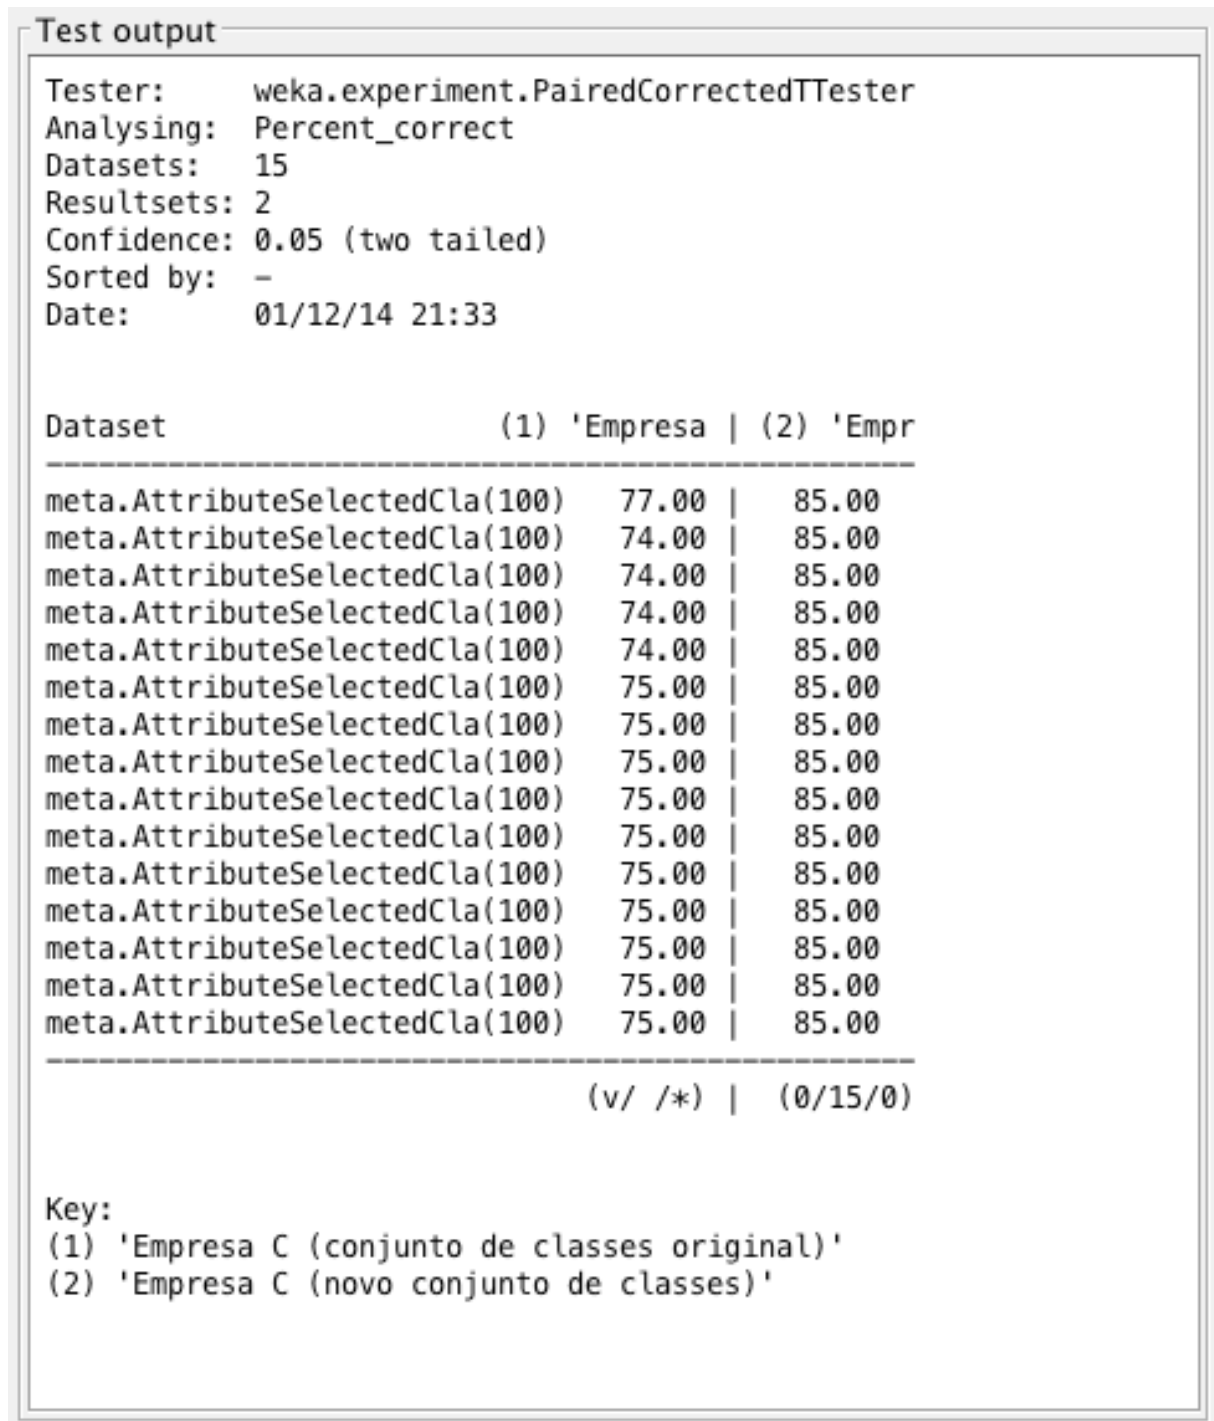 Test output
Tester:     weka.experiment.PairedCorrectedTTester
Analysing:  Percent_correct
Datasets:   15
Resultsets: 2
Confidence: 0.05 (two tailed)
Sorted by:  -
Date:       01/12/14 21:33
Dataset                   (1) 'Empresa | (2) 'Empr
--------------------------------------------------
meta.AttributeSelectedCla(100)   77.00 |   85.00
meta.AttributeSelectedCla(100)   74.00 |   85.00
meta.AttributeSelectedCla(100)   74.00 |   85.00
meta.AttributeSelectedCla(100)   74.00 |   85.00
meta.AttributeSelectedCla(100)   74.00 |   85.00
meta.AttributeSelectedCla(100)   75.00 |   85.00
meta.AttributeSelectedCla(100)   75.00 |   85.00
meta.AttributeSelectedCla(100)   75.00 |   85.00
meta.AttributeSelectedCla(100)   75.00 |   85.00
meta.AttributeSelectedCla(100)   75.00 |   85.00
meta.AttributeSelectedCla(100)   75.00 |   85.00
meta.AttributeSelectedCla(100)   75.00 |   85.00
meta.AttributeSelectedCla(100)   75.00 |   85.00
meta.AttributeSelectedCla(100)   75.00 |   85.00
meta.AttributeSelectedCla(100)   75.00 |   85.00
--------------------------------------------------
                               (v/ /*) |  (0/15/0)
Key:
(1) 'Empresa C (conjunto de classes original)'
(2) 'Empresa C (novo conjunto de classes)'